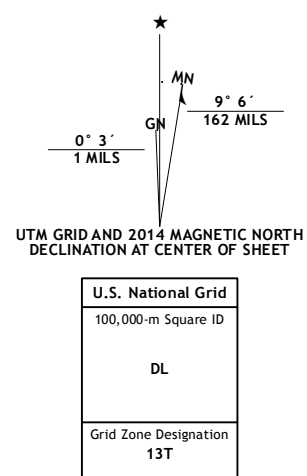 ★
MN
GN
9° 6´
162 MILS
0° 3´
1 MILS
UTM GRID AND 2014 MAGNETIC NORTH
DECLINATION AT CENTER OF SHEET
U.S. National Grid
100,000-m Square ID
DL
Grid Zone Designation
13T